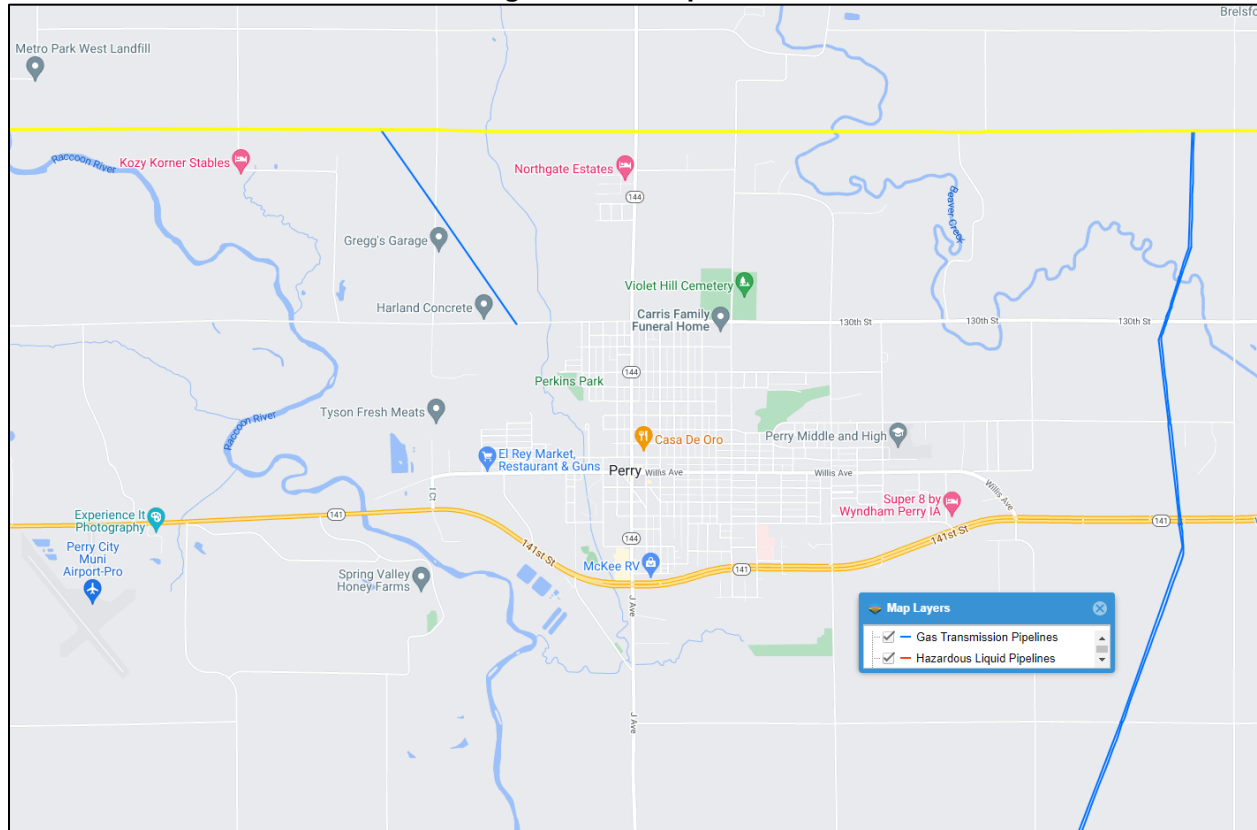 Brelsfo
Metro Park West Landfill
Raccoon River
Kozy Korner Stables
Northgate Estates
144
Beaver Creek
Gregg's Garage
Violet Hill Cemetery
Harland Concrete
Carris Family
Funeral Home
130th St
130th St
130th St
144
Perkins Park
Tyson Fresh Meats
Raccoon River
Casa De Oro
Perry Middle and High
El Rey Market,
Restaurant & Guns
Perry
Willis Ave
Willis Ave
Willis Ave
I Ct
Super 8 by
Wyndham Perry IA
Experience It
Photography
141
141
141st St
141st St
144
Perry City
Muni
Airport-Pro
Spring Valley
Honey Farms
McKee RV
141
J Ave
J Ave
Map Layers
Gas Transmission Pipelines
Hazardous Liquid Pipelines